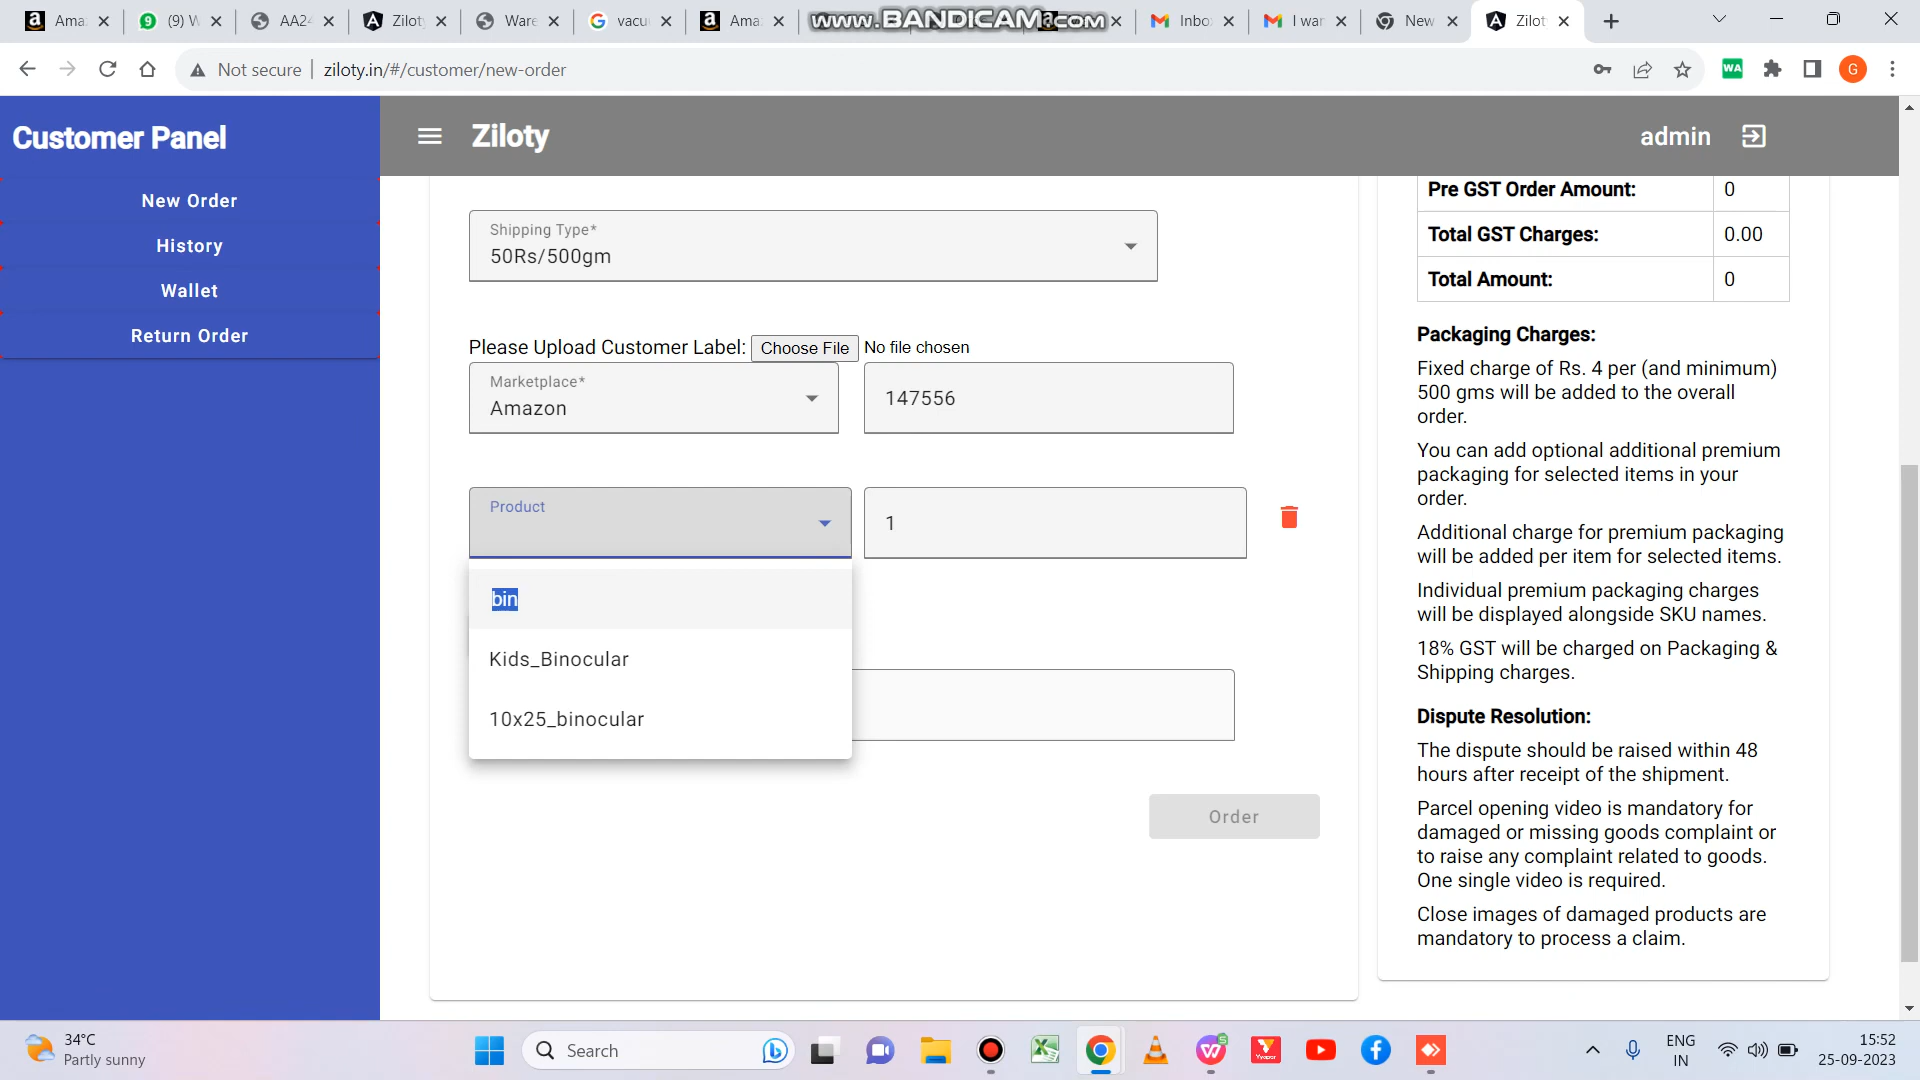 Ama
(9) W
AA24
Ziloty
Ware
vacu
Ama
www.BANDICAM.com
Inbo
I wan
New
Zilot
Not secure
ziloty.in/#/customer/new-order
WA
G
Customer Panel
New Order
History
Wallet
Return Order
Ziloty
admin
Shipping Type*
50Rs/500gm
Please Upload Customer Label: Choose File No file chosen
Marketplace*
Amazon
147556
Product
1
bin
Kids_Binocular
10x25_binocular
Order
Pre GST Order Amount: 0
Total GST Charges: 0.00
Total Amount: 0
Packaging Charges:
Fixed charge of Rs. 4 per (and minimum)
500 gms will be added to the overall
order.
You can add optional additional premium
packaging for selected items in your
order.
Additional charge for premium packaging
will be added per item for selected items.
Individual premium packaging charges
will be displayed alongside SKU names.
18% GST will be charged on Packaging &
Shipping charges.
Dispute Resolution:
The dispute should be raised within 48
hours after receipt of the shipment.
Parcel opening video is mandatory for
damaged or missing goods complaint or
to raise any complaint related to goods.
One single video is required.
Close images of damaged products are
mandatory to process a claim.
34°C
Partly sunny
Search
ENG
IN
15:52
25-09-2023